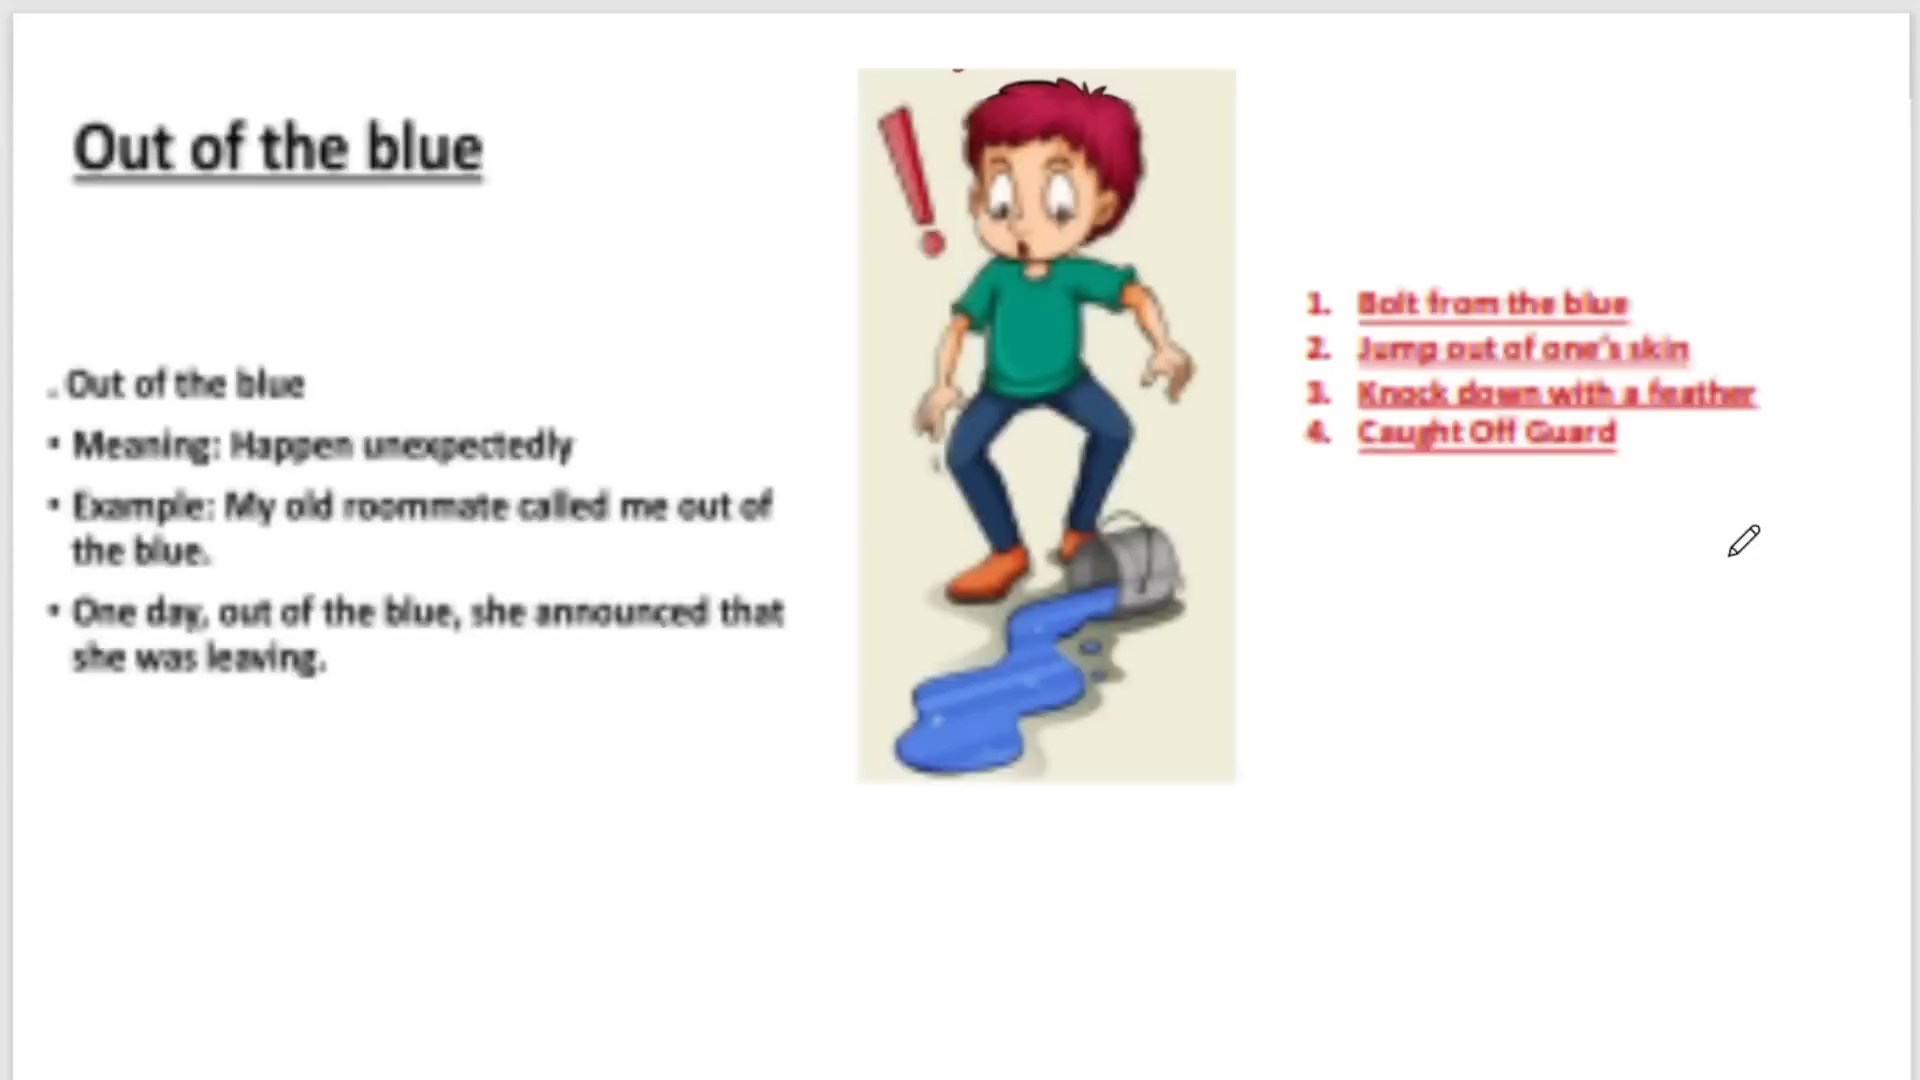 Out of the blue
. Out of the blue
• Meaning: Happen unexpectedly
• Example: My old roommate called me out of
the blue.
• One day, out of the blue, she announced that
she was leaving.
1. Bolt from the blue
2. Jump out of one's skin
3. Knock down with a feather
4. Caught Off Guard